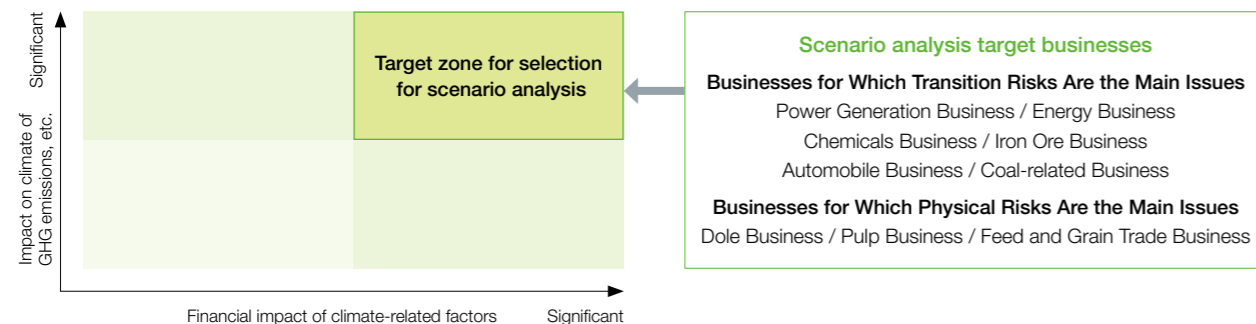 Significant
Impact on climate of
GHG emissions, etc.
Target zone for selection
for scenario analysis
Financial impact of climate-related factors
Significant
Scenario analysis target businesses
Businesses for Which Transition Risks Are the Main Issues
Power Generation Business / Energy Business
Chemicals Business / Iron Ore Business
Automobile Business / Coal-related Business
Businesses for Which Physical Risks Are the Main Issues
Dole Business / Pulp Business / Feed and Grain Trade Business